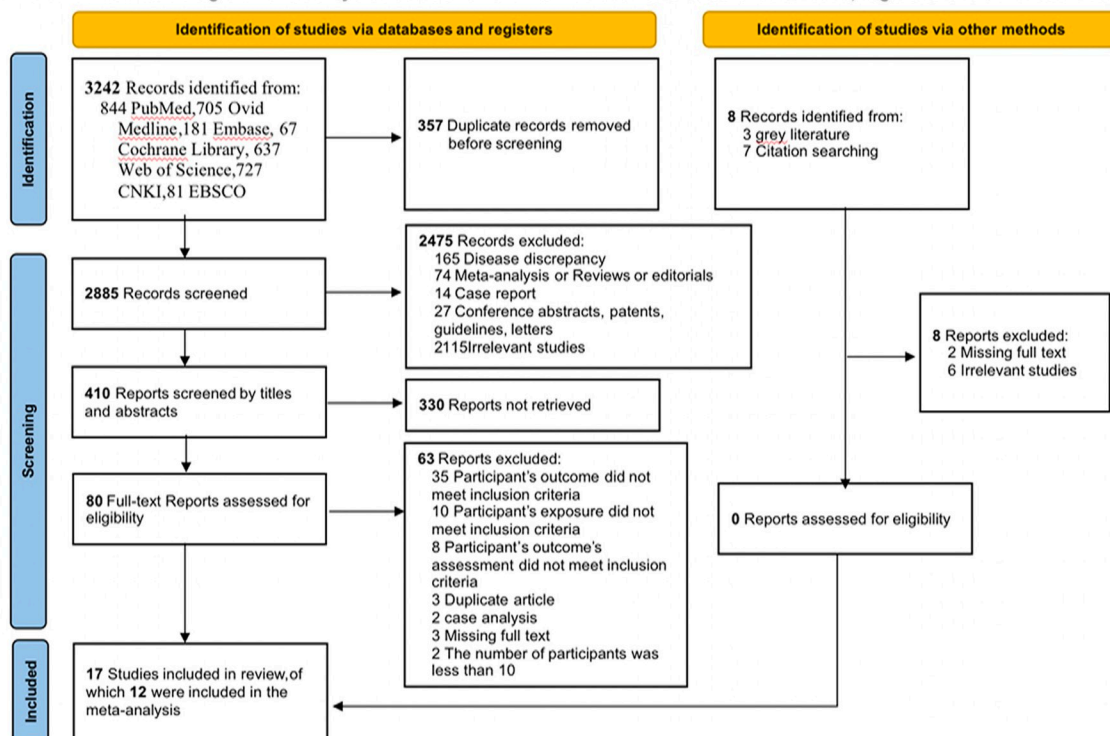 Identification of studies via databases and registers
Identification of studies via other methods
Identification
3242 Records identified from:
844 PubMed,705 Ovid
Medline,181 Embase, 67
Cochrane Library, 637
Web of Science,727
CNKI,81 EBSCO
357 Duplicate records removed
before screening
8 Records identified from:
3 grey literature
7 Citation searching
Screening
2885 Records screened
2475 Records excluded:
165 Disease discrepancy
74 Meta-analysis or Reviews or editorials
14 Case report
27 Conference abstracts, patents,
guidelines, letters
2115Irrelevant studies
8 Reports excluded:
2 Missing full text
6 Irrelevant studies
410 Reports screened by titles
and abstracts
330 Reports not retrieved
80 Full-text Reports assessed for
eligibility
63 Reports excluded:
35 Participant's outcome did not
meet inclusion criteria
10 Participant's exposure did not
meet inclusion criteria
8 Participant's outcome's
assessment did not meet inclusion
criteria
3 Duplicate article
2 case analysis
3 Missing full text
2 The number of participants was
less than 10
0 Reports assessed for eligibility
Included
17 Studies included in review,of
which 12 were included in the
meta-analysis